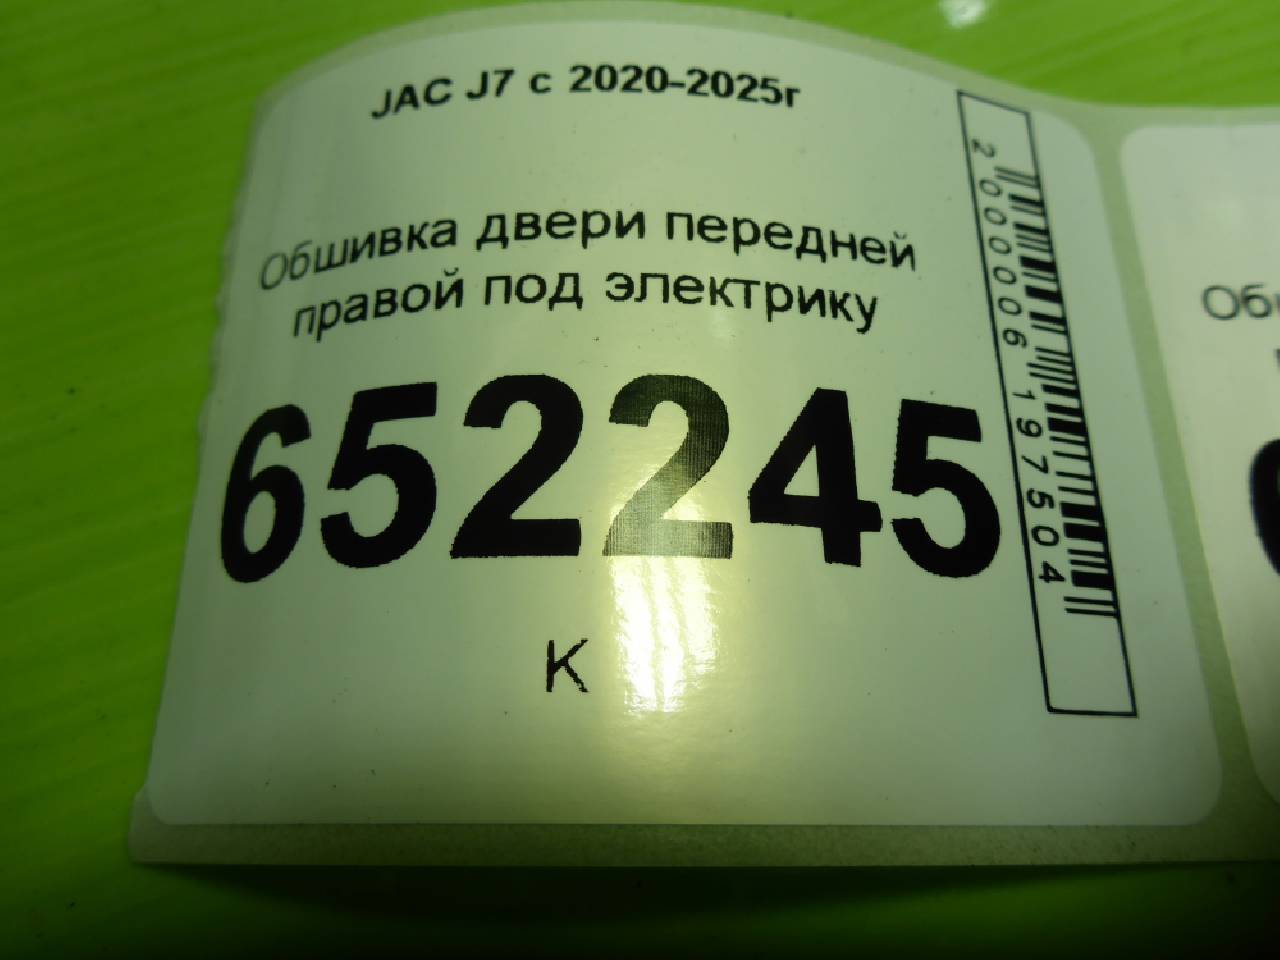 JAC J7 с 2020-2025г
Обшивка двери передней
правой под электрику
652245
К
2000006197504